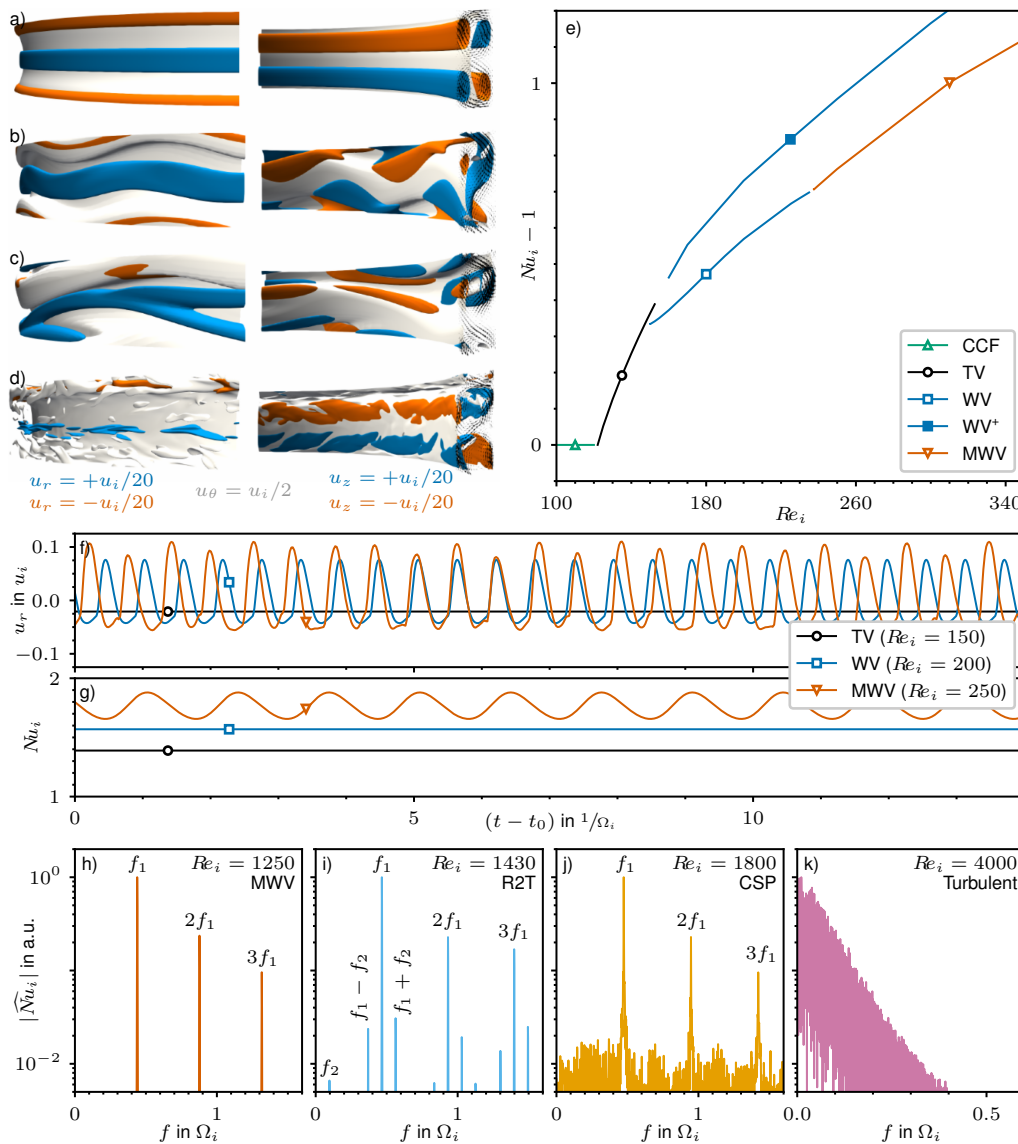 a)
b)
c)
d)
u_r = +u_i/20
u_r = −u_i/20
u_θ = u_i/2
u_z = +u_i/20
u_z = −u_i/20
e)
1
0
Nu_i − 1
100
180
260
340
Re_i
CCF
TV
WV
WV⁺
MWV
f)
0.1
0.0
−0.1
u_r in u_i
TV (Re_i = 150)
WV (Re_i = 200)
MWV (Re_i = 250)
g)
2
1
Nu_i
0
5
10
(t − t_0) in 1/Ω_i
h)
f_1
Re_i = 1250
MWV
2f_1
3f_1
10⁰
10⁻²
|N̂u_i| in a.u.
0
1
f in Ω_i
i)
f_1
Re_i = 1430
R2T
2f_1
3f_1
f_1 − f_2
f_1 + f_2
f_2
0
1
f in Ω_i
j)
f_1
Re_i = 1800
CSP
2f_1
3f_1
0
1
f in Ω_i
k)
Re_i = 4000
Turbulent
0.0
0.5
f in Ω_i